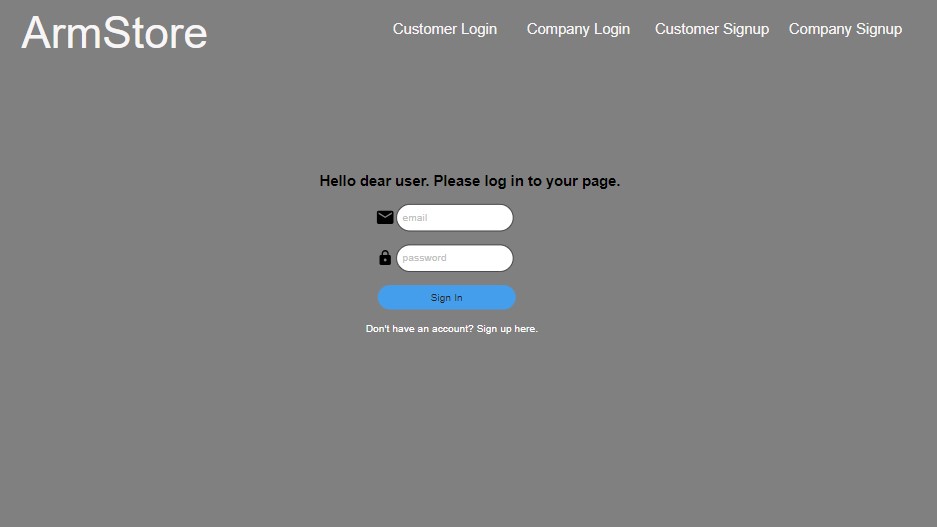 ArmStore
Customer Login
Company Login
Customer Signup
Company Signup
Hello dear user. Please log in to your page.
email
password
Sign In
Don't have an account? Sign up here.